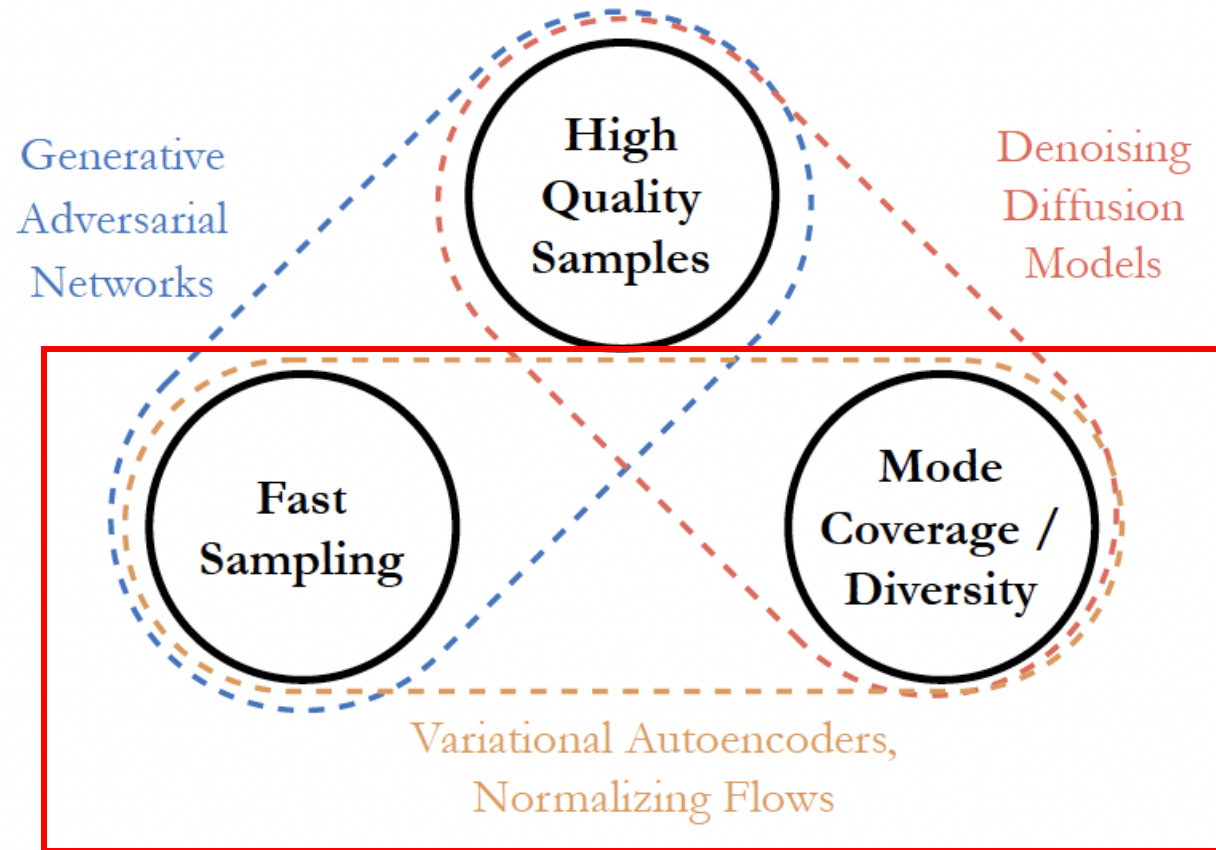 High
Quality
Samples
Generative
Adversarial
Networks
Denoising
Diffusion
Models
Fast
Sampling
Mode
Coverage /
Diversity
Variational Autoencoders,
Normalizing Flows